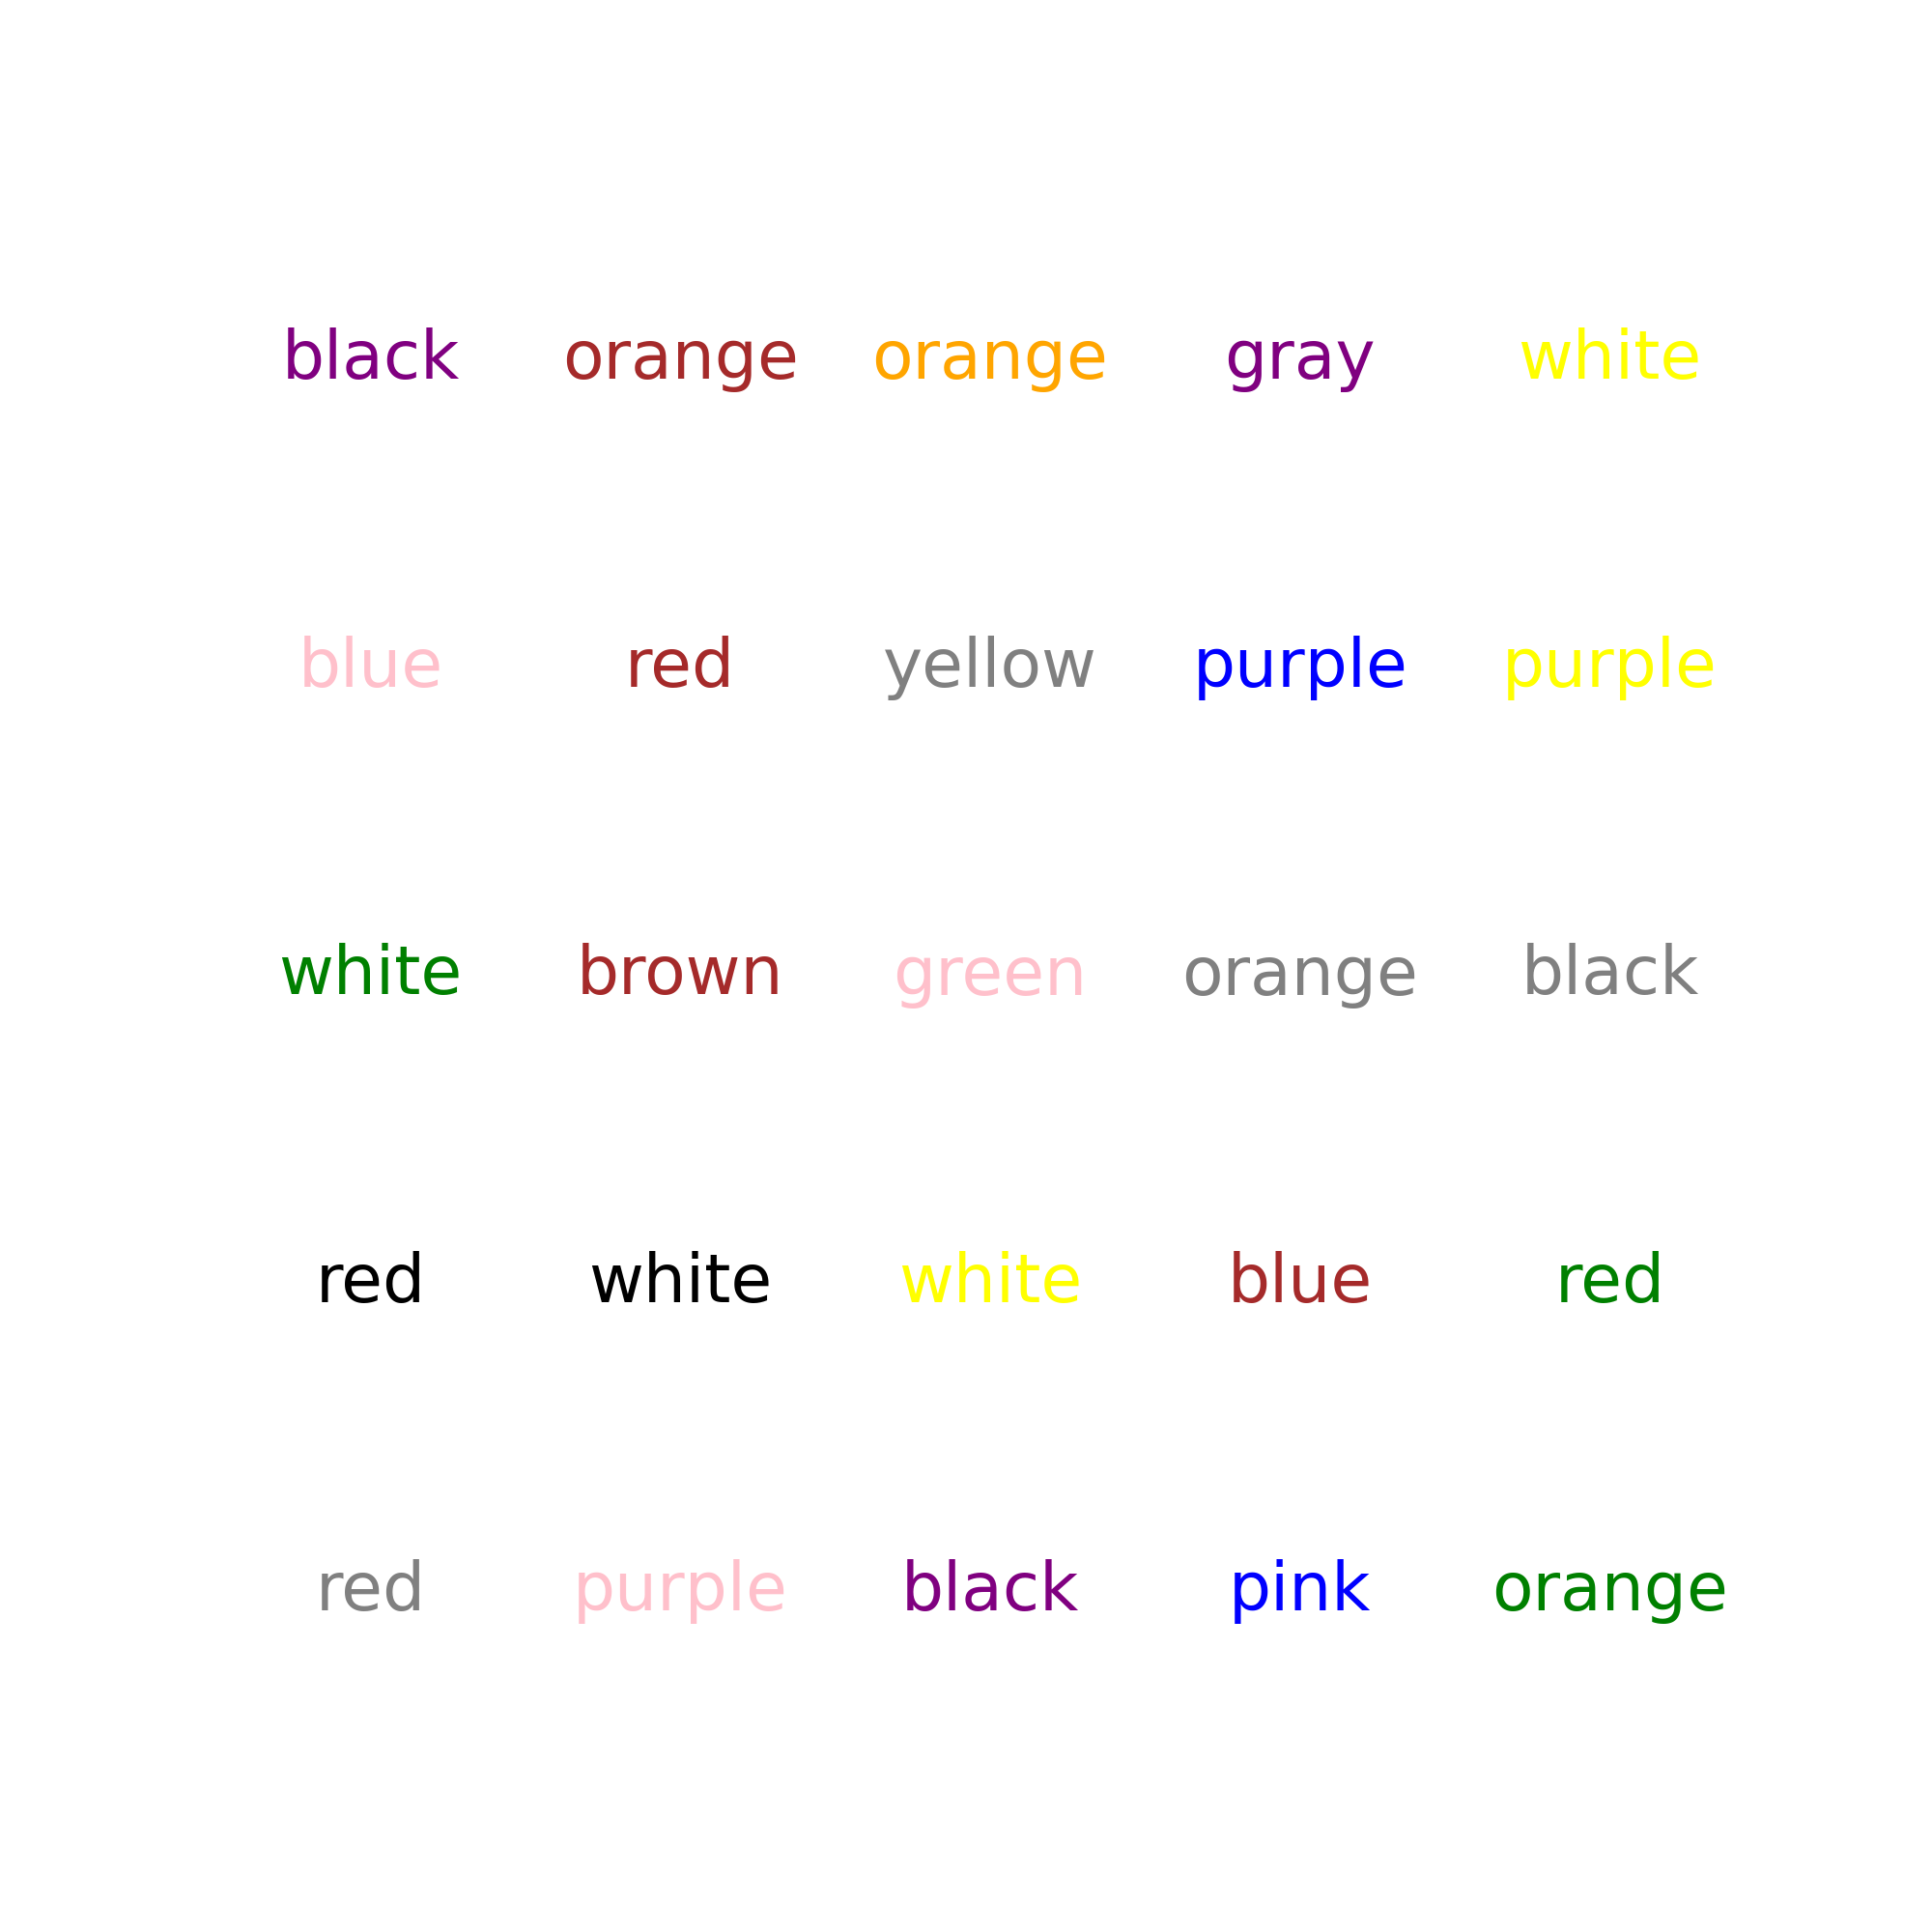 black orange orange gray white
blue red yellow purple purple
white brown green orange black
red white white blue red
red purple black pink orange